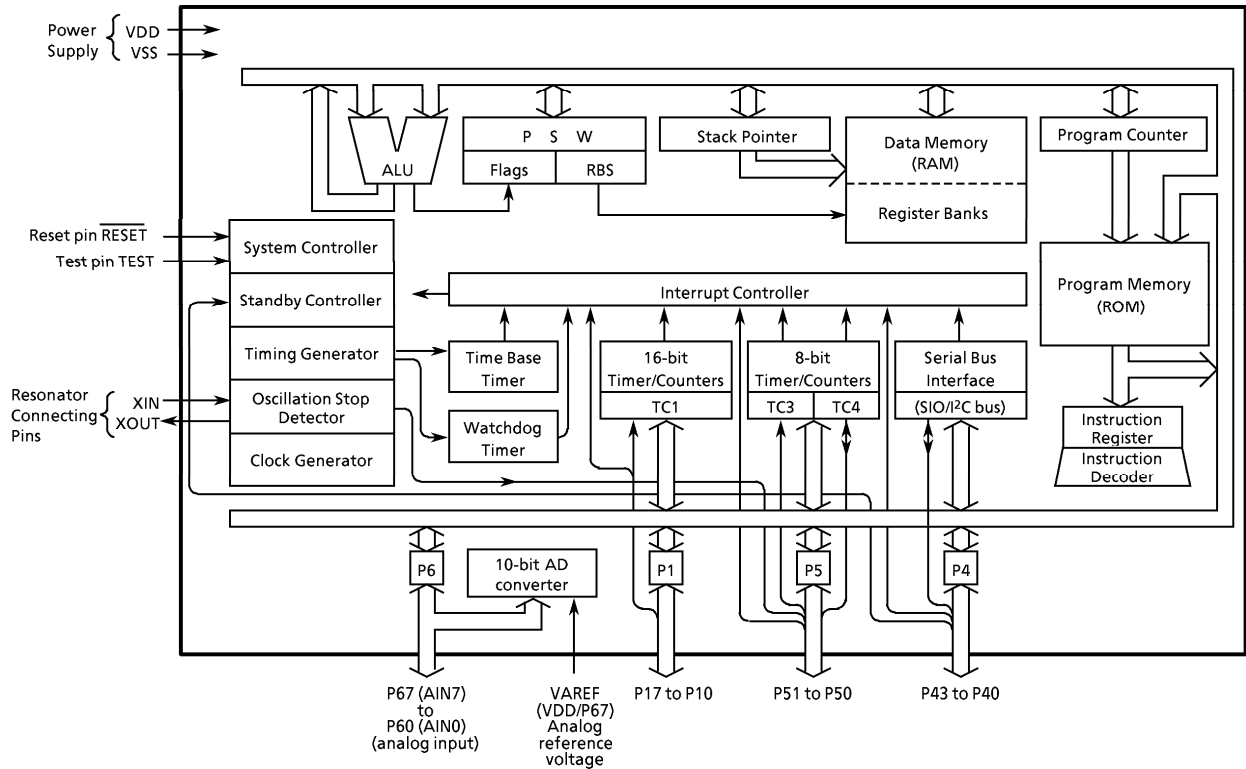 Power
Supply
VDD
VSS
P S W
Flags
RBS
ALU
Stack Pointer
Data Memory
(RAM)
Register Banks
Program Counter
Reset pin RESET
Test pin TEST
System Controller
Standby Controller
Timing Generator
Oscillation Stop
Detector
Clock Generator
Interrupt Controller
Program Memory
(ROM)
Time Base
Timer
Watchdog
Timer
16-bit
Timer/Counters
TC1
8-bit
Timer/Counters
TC3
TC4
Serial Bus
Interface
(SIO/I²C bus)
Instruction
Register
Instruction
Decoder
Resonator
Connecting
Pins
XIN
XOUT
P6
10-bit AD
converter
P1
P5
P4
P67 (AIN7)
to
P60 (AIN0)
(analog input)
VAREF
(VDD/P67)
Analog
reference
voltage
P17 to P10
P51 to P50
P43 to P40